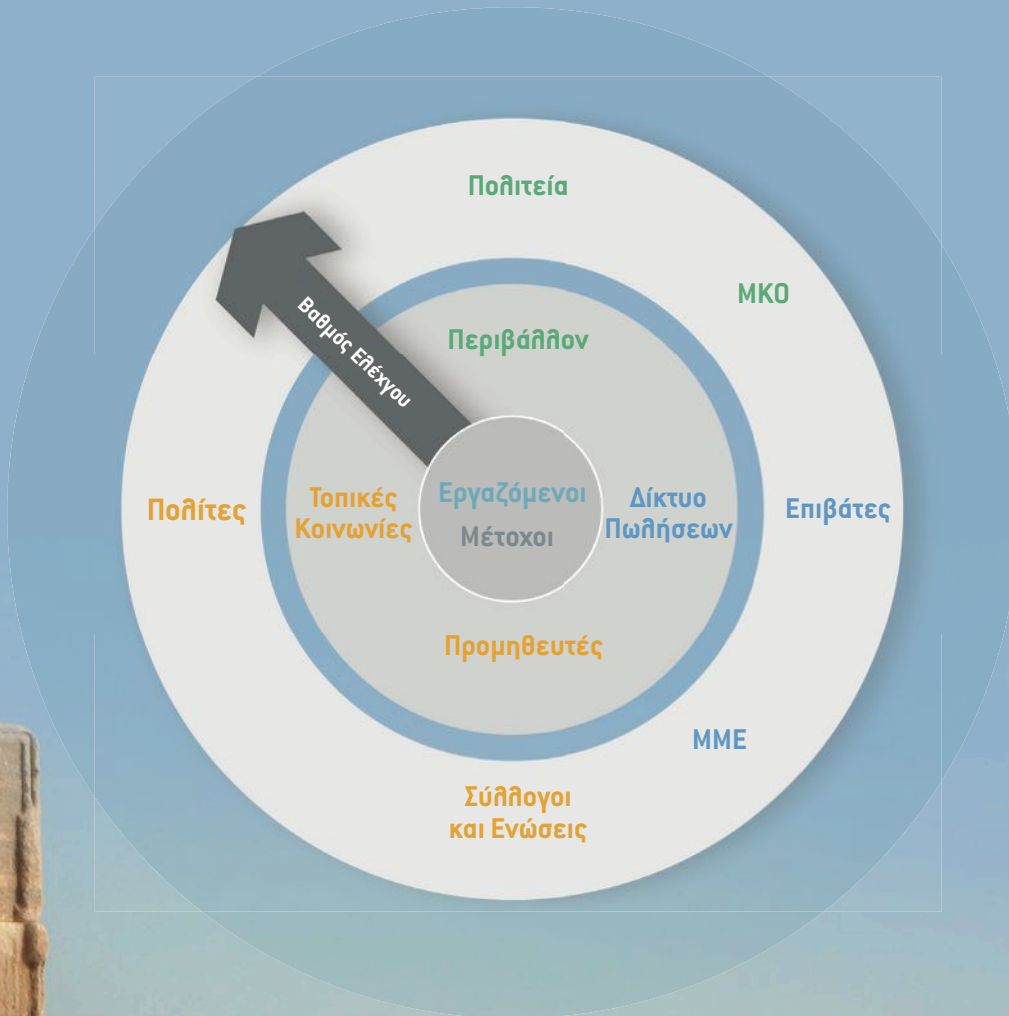 Πολιτεία
ΜΚΟ
Βαθμός Ελέγχου
Περιβάλλον
Πολίτες
Τοπικές
Κοινωνίες
Εργαζόμενοι
Μέτοχοι
Δίκτυο
Πωλήσεων
Επιβάτες
Προμηθευτές
ΜΜΕ
Σύλλογοι
και Ενώσεις